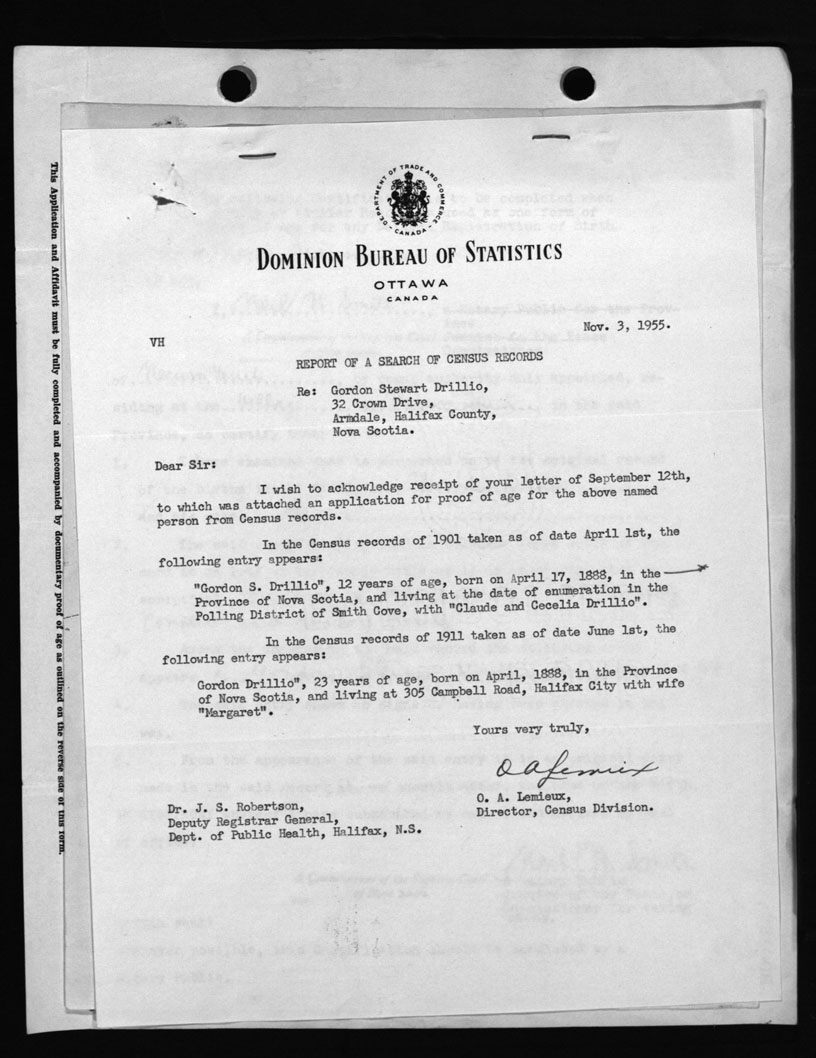 DEPARTMENT OF TRADE AND COMMERCE
- CANADA -
DOMINION BUREAU OF STATISTICS
OTTAWA
CANADA
Nov. 3, 1955.
VH
REPORT OF A SEARCH OF CENSUS RECORDS
Re: Gordon Stewart Drillio,
32 Crown Drive,
Armdale, Halifax County,
Nova Scotia.
Dear Sir:
I wish to acknowledge receipt of your letter of September 12th,
to which was attached an application for proof of age for the above named
person from Census records.
In the Census records of 1901 taken as of date April 1st, the
following entry appears:
"Gordon S. Drillio", 12 years of age, born on April 17, 1888, in the
Province of Nova Scotia, and living at the date of enumeration in the
Polling District of Smith Cove, with "Claude and Cecelia Drillio".
In the Census records of 1911 taken as of date June 1st, the
following entry appears:
Gordon Drillio", 23 years of age, born on April, 1888, in the Province
of Nova Scotia, and living at 305 Campbell Road, Halifax City with wife
"Margaret".
Yours very truly,
O A Lemieux
O. A. Lemieux,
Director, Census Division.
Dr. J. S. Robertson,
Deputy Registrar General,
Dept. of Public Health, Halifax, N.S.
This Application and Affidavit must be fully completed and accompanied by documentary proof of age as outlined on the reverse side of this form.